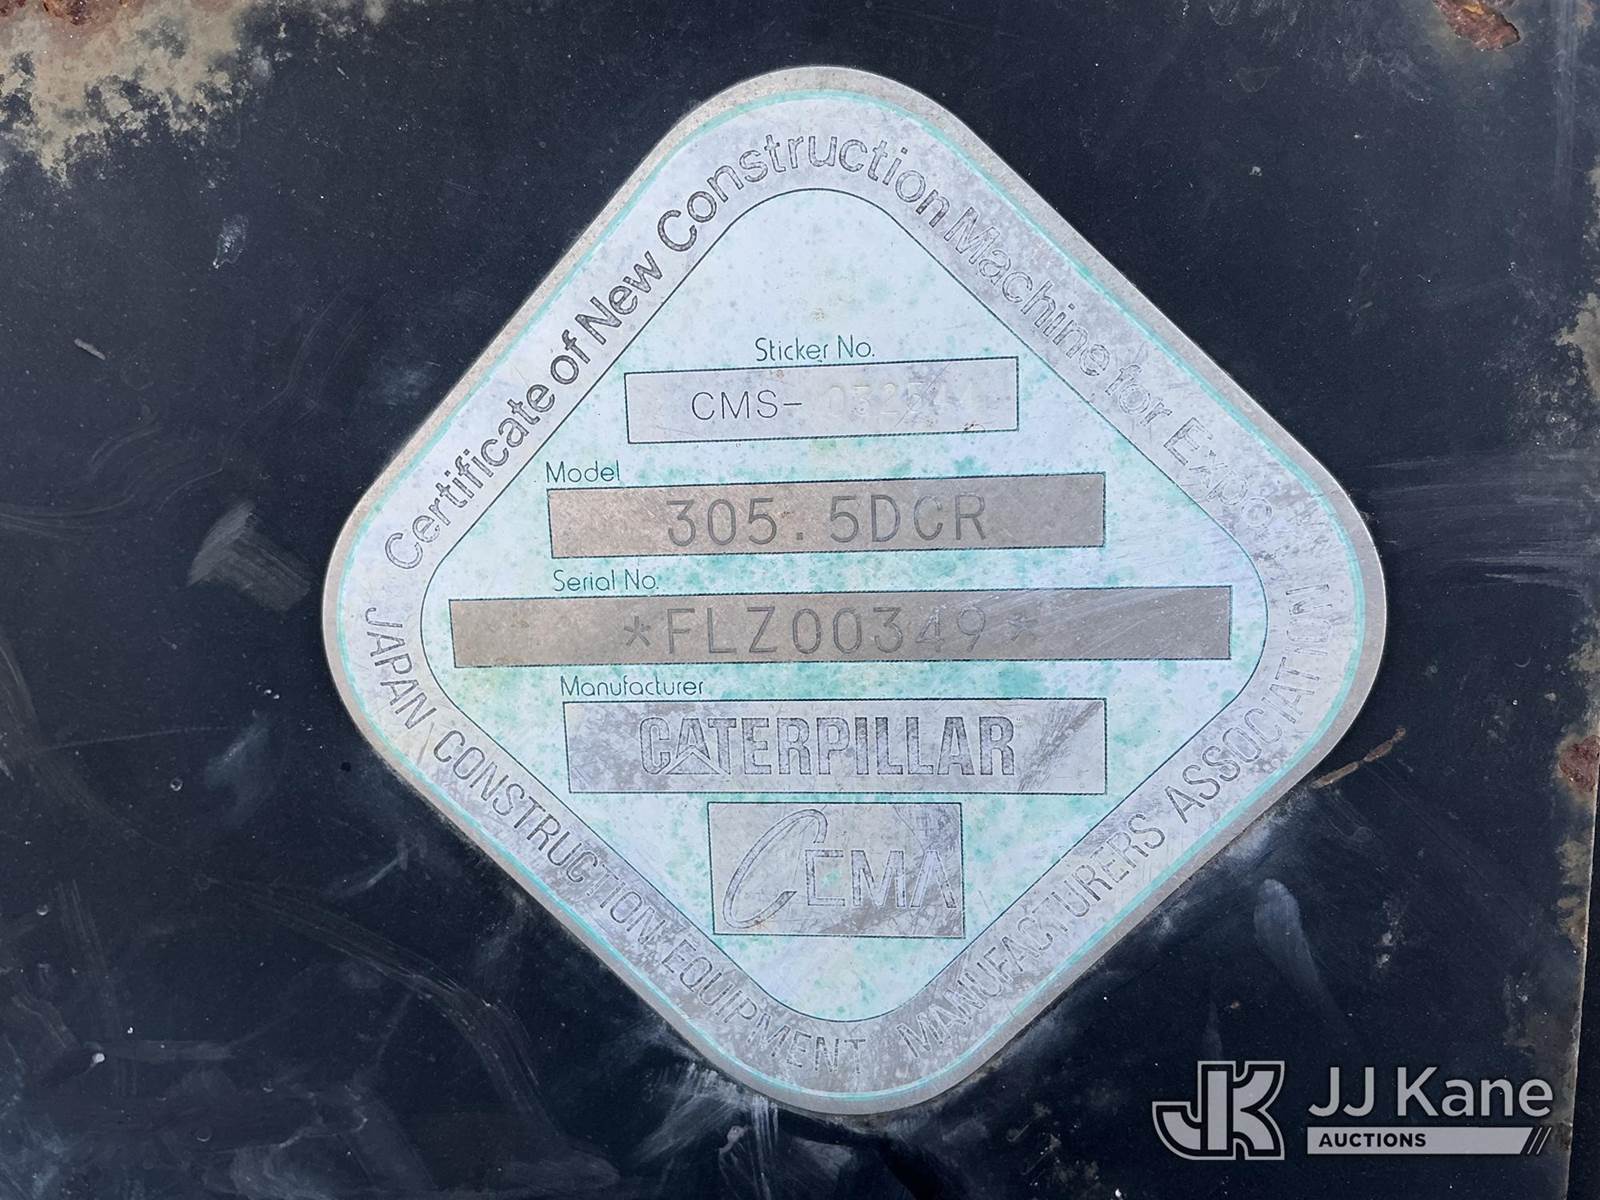 Certificate of New Construction Machine for Export
JAPAN CONSTRUCTION EQUIPMENT MANUFACTURERS ASSOCIATION
Sticker No.
CMS-
Model
305.5DCR
Serial No.
*FLZ00349*
Manufacturer
CATERPILLAR
CEMA
JJ Kane
AUCTIONS